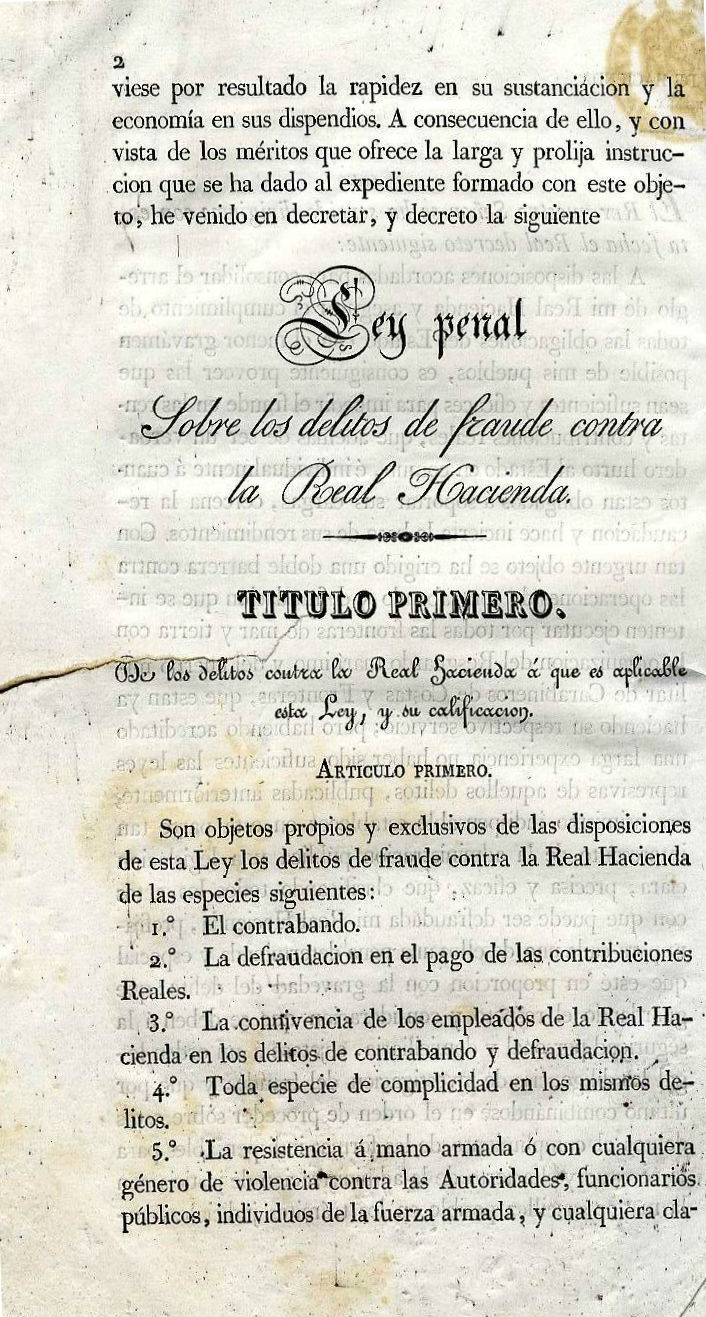 2
viese por resultado la rapidez en su sustanciacion y la
economía en sus dispendios. A consecuencia de ello, y con
vista de los méritos que ofrece la larga y prolija instruc-
cion que se ha dado al expediente formado con este obje-
to, he venido en decretar, y decreto la siguiente
Ley penal
Sobre los delitos de fraude contra
la Real Hacienda.
TITULO PRIMERO.
De los delitos contra la Real Hacienda á que es aplicable
esta Ley, y su calificacion.
ARTICULO PRIMERO.
Son objetos propios y exclusivos de las disposiciones
de esta Ley los delitos de fraude contra la Real Hacienda
de las especies siguientes:
1.º El contrabando.
2.º La defraudacion en el pago de las contribuciones
Reales.
3.º La connivencia de los empleados de la Real Ha-
cienda en los delitos de contrabando y defraudacion.
4.º Toda especie de complicidad en los mismos de-
litos.
5.º La resistencia á mano armada ó con cualquiera
género de violencia contra las Autoridades, funcionarios
públicos, individuos de la fuerza armada, y cualquiera cla-